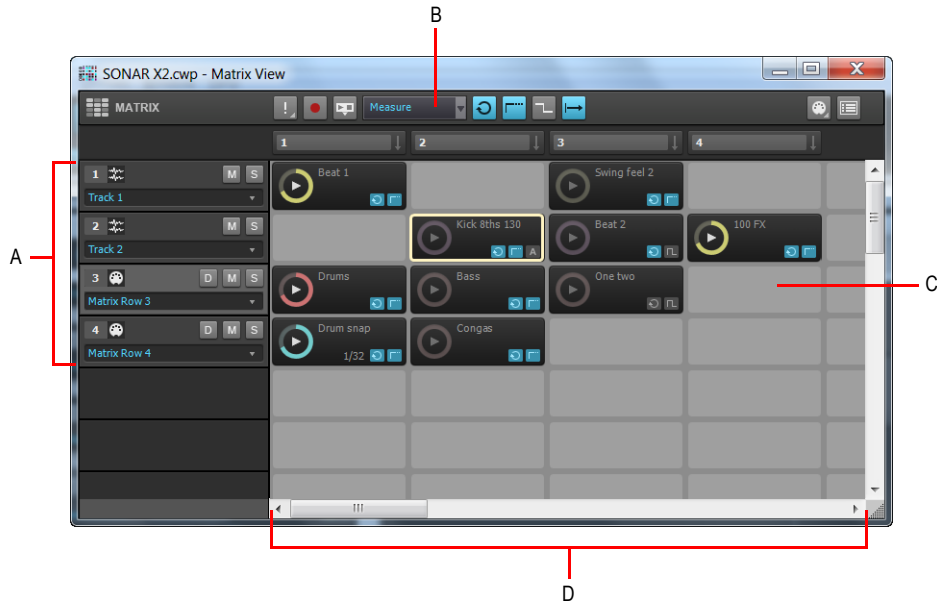 B
SONAR X2.cwp - Matrix View
MATRIX
Measure
1 2 3 4
A
1 M S
Track 1
Beat 1
Swing feel 2
2 M S
Track 2
Kick 8ths 130
A
Beat 2
100 FX
3 D M S
Matrix Row 3
Drums
Bass
One two
C
4 D M S
Matrix Row 4
Drum snap
1/32
Congas
D